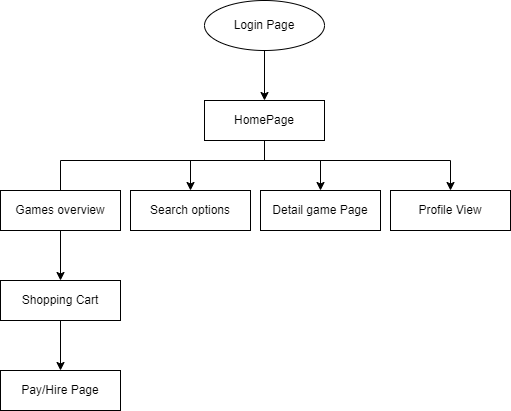 Login Page
HomePage
Games overview
Search options
Detail game Page
Profile View
Shopping Cart
Pay/Hire Page